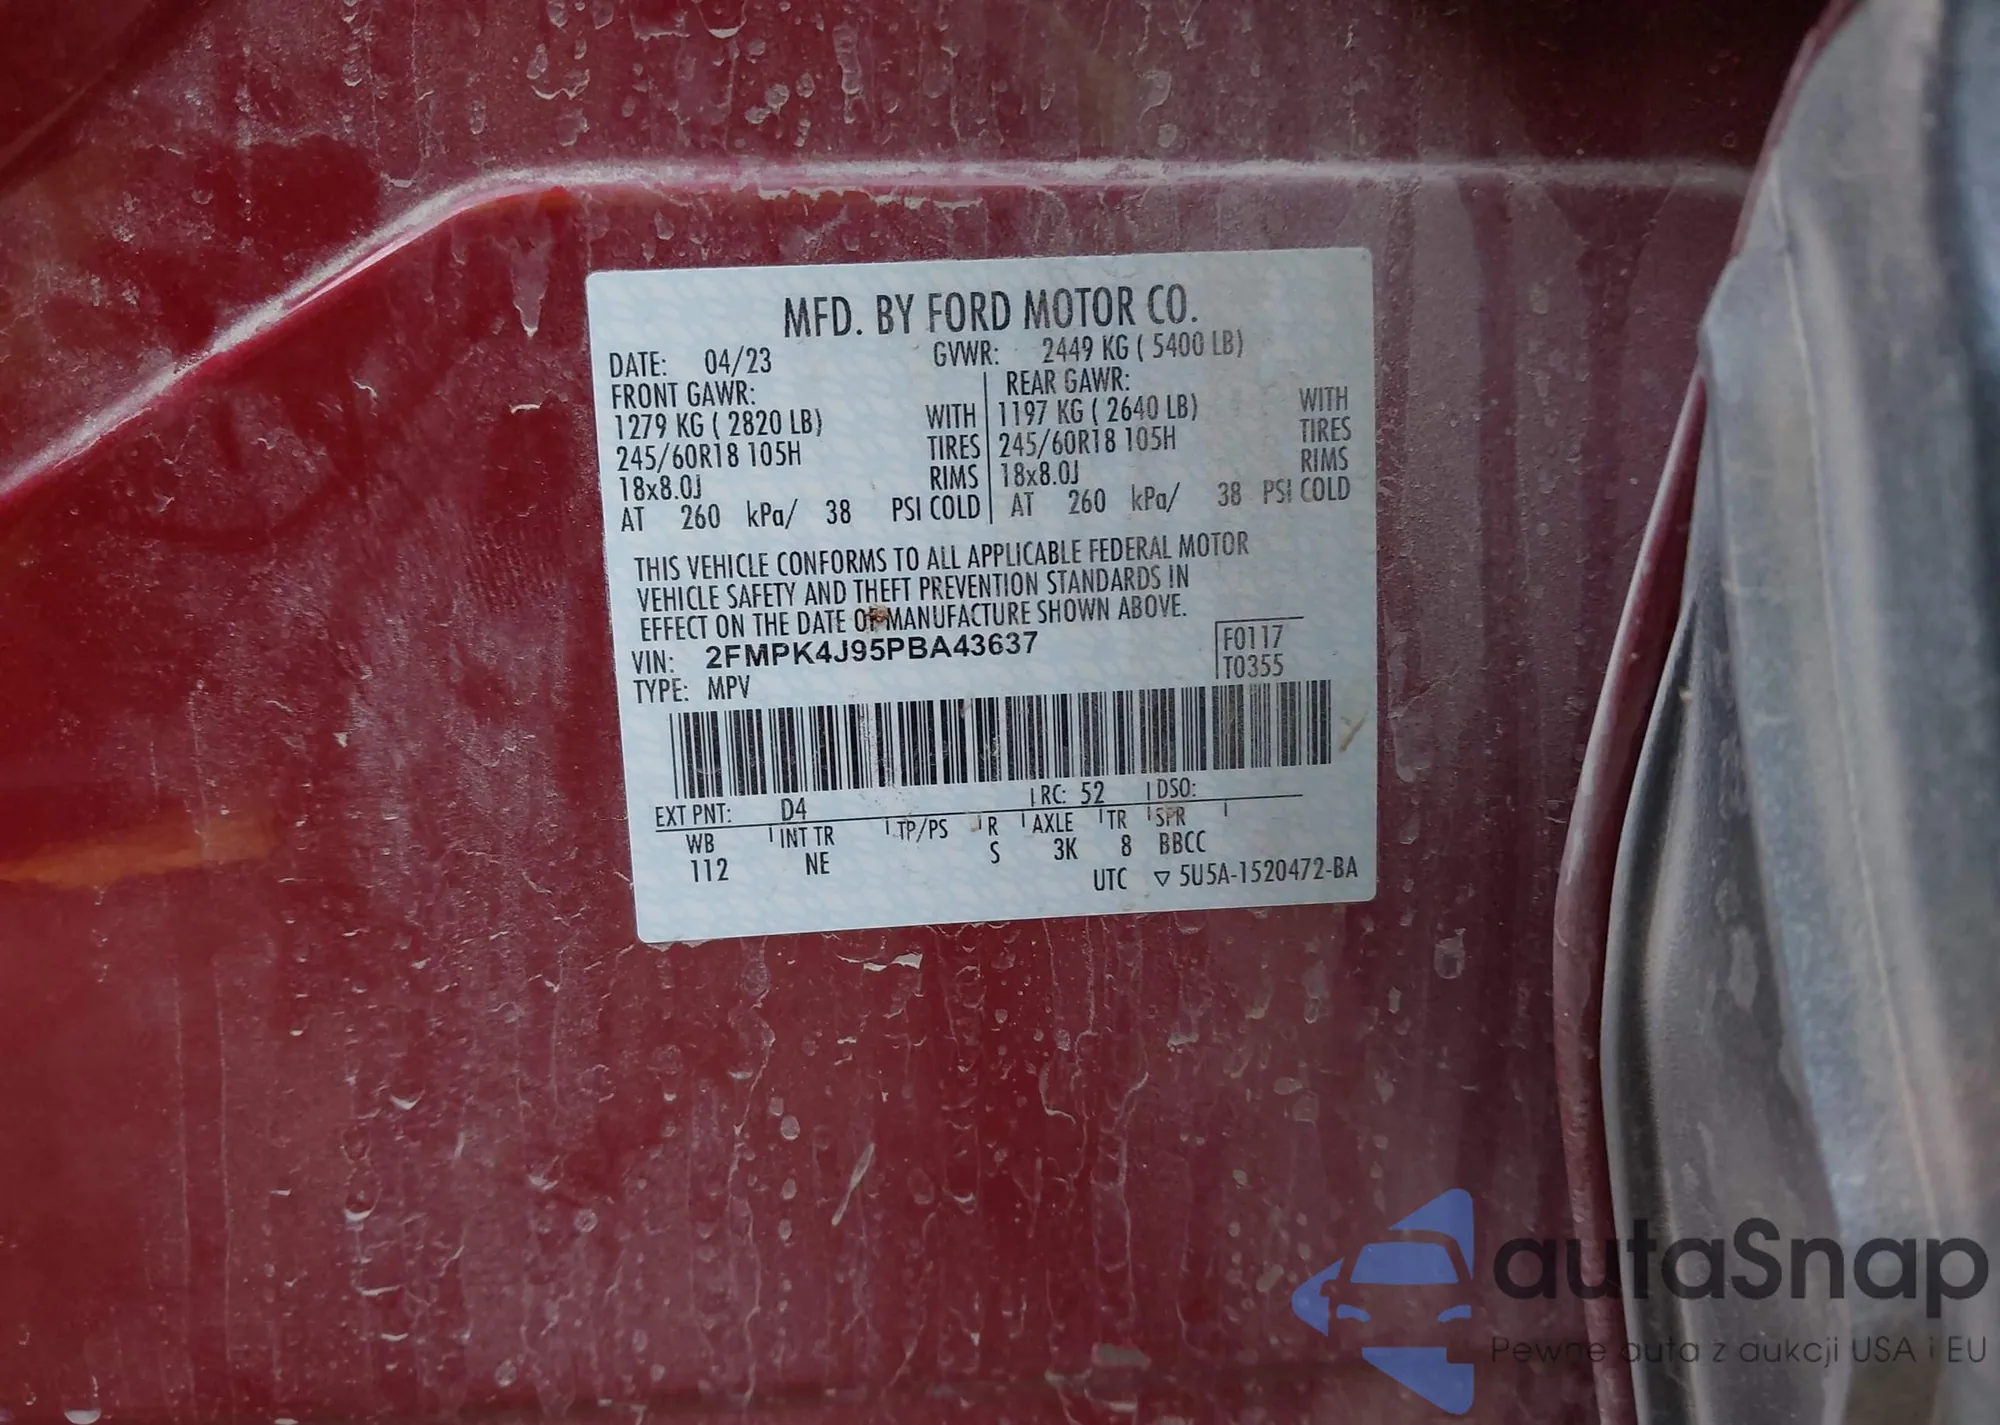 MFD. BY FORD MOTOR CO.
DATE: 04/23 GVWR: 2449 KG ( 5400 LB)
FRONT GAWR: REAR GAWR:
1279 KG ( 2820 LB) WITH 1197 KG ( 2640 LB) WITH
245/60R18 105H TIRES 245/60R18 105H TIRES
18x8.0J RIMS 18x8.0J RIMS
AT 260 kPa/ 38 PSI COLD AT 260 kPa/ 38 PSI COLD
THIS VEHICLE CONFORMS TO ALL APPLICABLE FEDERAL MOTOR
VEHICLE SAFETY AND THEFT PREVENTION STANDARDS IN
EFFECT ON THE DATE OF MANUFACTURE SHOWN ABOVE.
VIN: 2FMPK4J95PBA43637 F0117
TYPE: MPV T0355
EXT PNT: D4 RC: 52 DSO:
WB INT TR TP/PS R AXLE TR SPR
112 NE S 3K 8 BBCC
UTC ▽ 5U5A-1520472-BA
autaSnap
Pewne auta z aukcji USA i EU